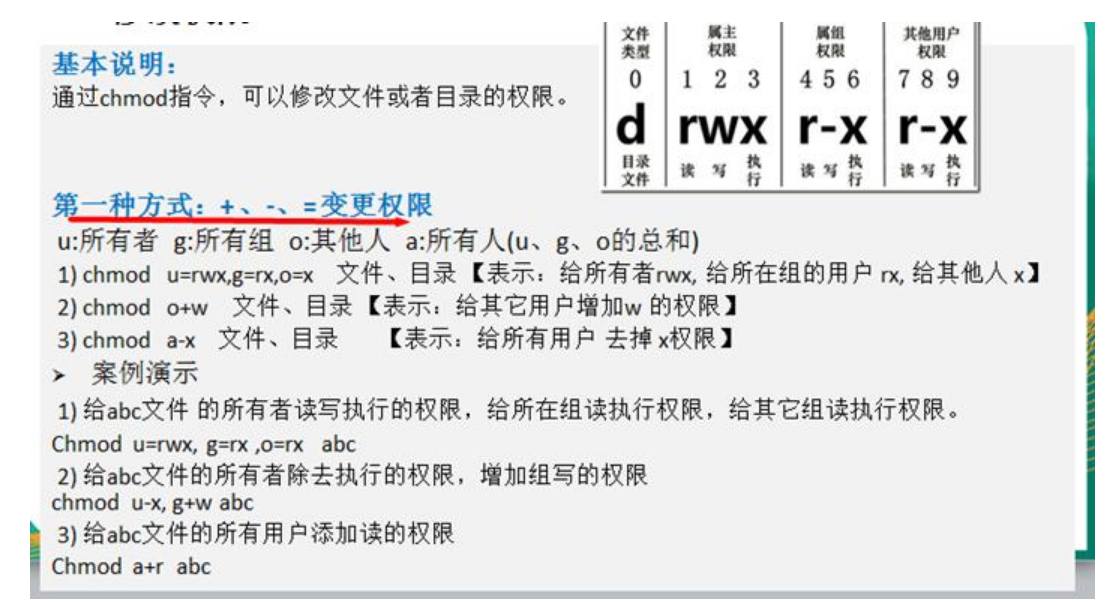 基本说明：
通过chmod指令，可以修改文件或者目录的权限。
文件类型 属主权限 属组权限 其他用户权限
0 1 2 3 4 5 6 7 8 9
d rwx r-x r-x
目录文件 读 写 执行 读 写 执行 读 写 执行
第一种方式：+、-、=变更权限
u:所有者 g:所有组 o:其他人 a:所有人(u、g、o的总和)
1) chmod u=rwx,g=rx,o=x 文件、目录【表示：给所有者rwx, 给所在组的用户 rx, 给其他人 x】
2) chmod o+w 文件、目录【表示：给其它用户增加w 的权限】
3) chmod a-x 文件、目录 【表示：给所有用户 去掉 x权限】
➢ 案例演示
1) 给abc文件 的所有者读写执行的权限，给所在组读执行权限，给其它组读执行权限。
Chmod u=rwx, g=rx ,o=rx abc
2) 给abc文件的所有者除去执行的权限，增加组写的权限
chmod u-x, g+w abc
3) 给abc文件的所有用户添加读的权限
Chmod a+r abc